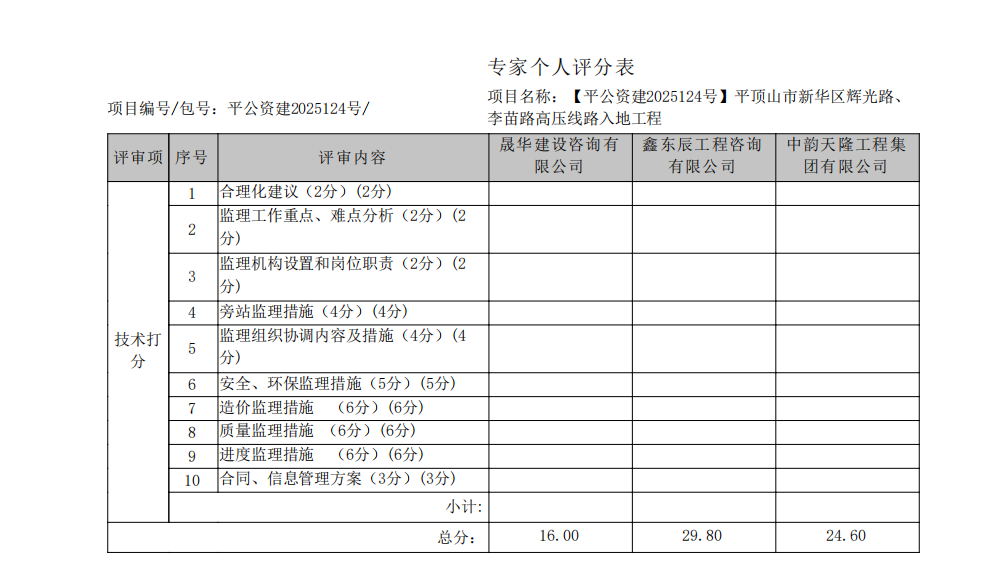 专家个人评分表
项目编号/包号：平公资建2025124号/
项目名称：【平公资建2025124号】平顶山市新华区辉光路、
李苗路高压线路入地工程
评审项 序号 评审内容 晟华建设咨询有限公司 鑫东辰工程咨询有限公司 中韵天隆工程集团有限公司
技术打分
1 合理化建议（2分）(2分)
2 监理工作重点、难点分析（2分）(2
分)
3 监理机构设置和岗位职责（2分）(2
分)
4 旁站监理措施（4分）(4分)
5 监理组织协调内容及措施（4分）(4
分)
6 安全、环保监理措施（5分）(5分)
7 造价监理措施　（6分）(6分)
8 质量监理措施 （6分）(6分)
9 进度监理措施　（6分）(6分)
10 合同、信息管理方案（3分）(3分)
小计:
总分： 16.00 29.80 24.60